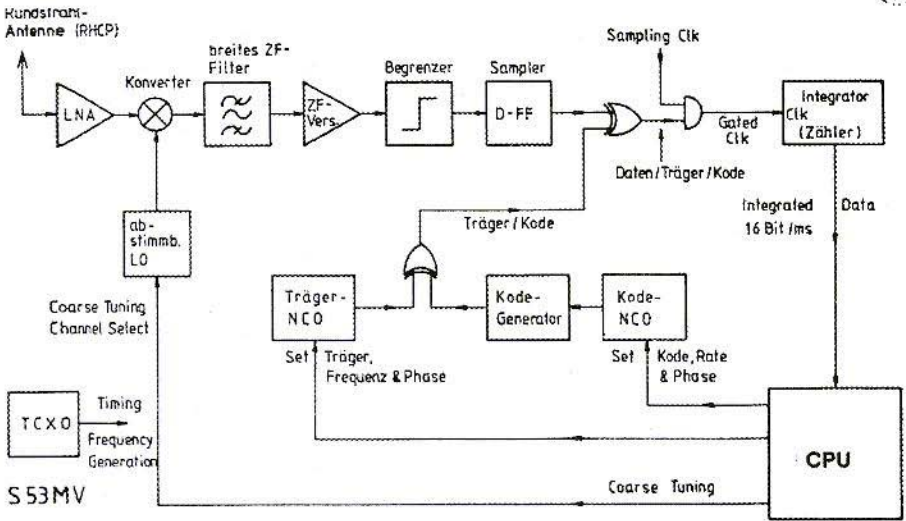 Rundstrahl-
Antenne (RHCP)
LNA
Konverter
breites ZF-
Filter
ZF-
Vers.
Begrenzer
Sampler
D-FF
Sampling Clk
Gated
Clk
Integrator
Clk
(Zähler)
Daten/Träger/Kode
Träger/Kode
Integrated
16 Bit/ms
Data
ab-
stimmb.
LO
Coarse Tuning
Channel Select
Träger-
NCO
Kode-
Generator
Kode-
NCO
Set
Träger,
Frequenz & Phase
Set
Kode, Rate
& Phase
TCXO
Timing
Frequency
Generation
CPU
Coarse Tuning
S53MV